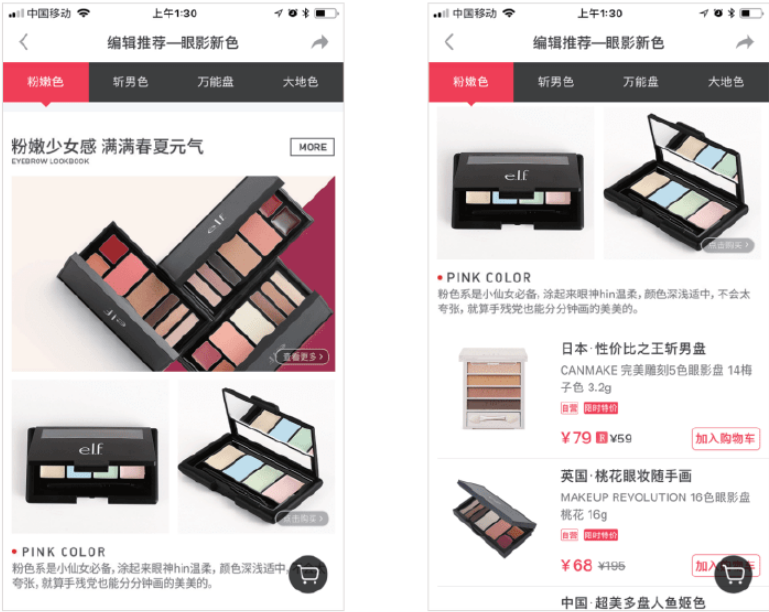 中国移动
上午1:30
编辑推荐—眼影新色
粉嫩色
斩男色
万能盘
大地色
粉嫩少女感 满满春夏元气
MORE
EYEBROW LOOKBOOK
elf
elf
查看更多
elf
点击购买
PINK COLOR
粉色系是小仙女必备,涂起来眼神hin温柔,颜色深浅适中,
夸张,就算手残党也能分分钟画的美美的。
中国移动
上午1:30
编辑推荐—眼影新色
粉嫩色
斩男色
万能盘
大地色
elf
点击购买
PINK COLOR
粉色系是小仙女必备,涂起来眼神hin温柔,颜色深浅适中,不会太
夸张,就算手残党也能分分钟画的美美的。
日本·性价比之王斩男盘
CANMAKE 完美雕刻5色眼影盘 14梅
子色 3.2g
自营 限时特价
¥79 ¥59
加入购物车
英国·桃花眼妆随手画
MAKEUP REVOLUTION 16色眼影盘
桃花 16g
自营 限时特价
¥68 ¥195
加入
中国·超美多盘人鱼姬色